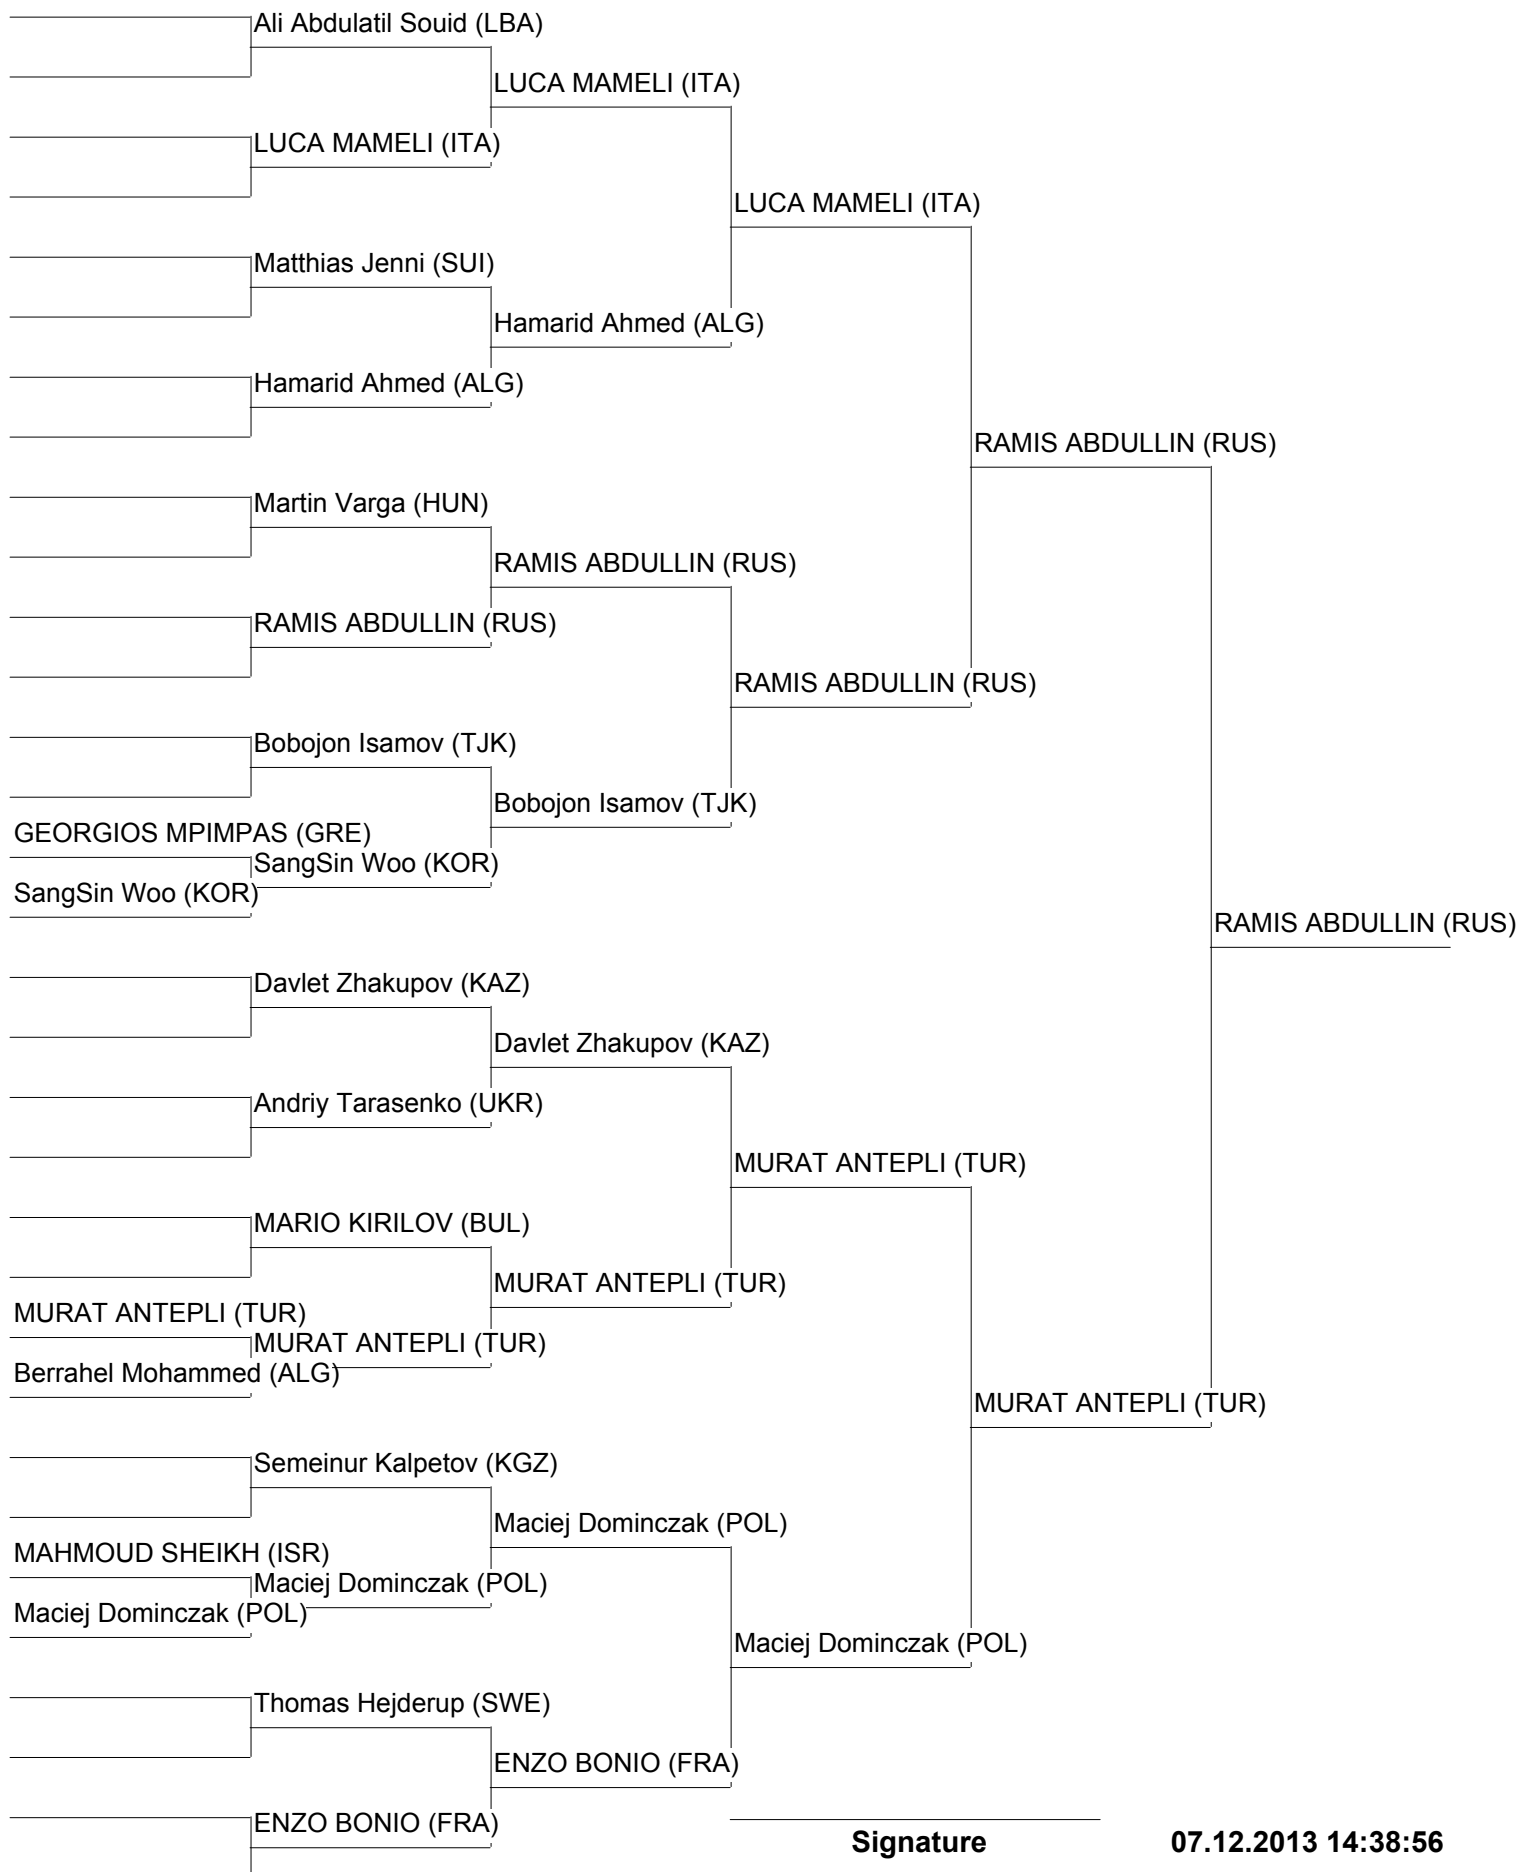 Ali Abdulatil Souid (LBA)
LUCA MAMELI (ITA)
LUCA MAMELI (ITA)
LUCA MAMELI (ITA)
Matthias Jenni (SUI)
Hamarid Ahmed (ALG)
Hamarid Ahmed (ALG)
RAMIS ABDULLIN (RUS)
Martin Varga (HUN)
RAMIS ABDULLIN (RUS)
RAMIS ABDULLIN (RUS)
RAMIS ABDULLIN (RUS)
Bobojon Isamov (TJK)
Bobojon Isamov (TJK)
GEORGIOS MPIMPAS (GRE)
SangSin Woo (KOR)
SangSin Woo (KOR)
RAMIS ABDULLIN (RUS)
Davlet Zhakupov (KAZ)
Davlet Zhakupov (KAZ)
Andriy Tarasenko (UKR)
MURAT ANTEPLI (TUR)
MARIO KIRILOV (BUL)
MURAT ANTEPLI (TUR)
MURAT ANTEPLI (TUR)
MURAT ANTEPLI (TUR)
Berrahel Mohammed (ALG)
MURAT ANTEPLI (TUR)
Semeinur Kalpetov (KGZ)
Maciej Dominczak (POL)
MAHMOUD SHEIKH (ISR)
Maciej Dominczak (POL)
Maciej Dominczak (POL)
Maciej Dominczak (POL)
Thomas Hejderup (SWE)
ENZO BONIO (FRA)
ENZO BONIO (FRA)
Signature 07.12.2013 14:38:56